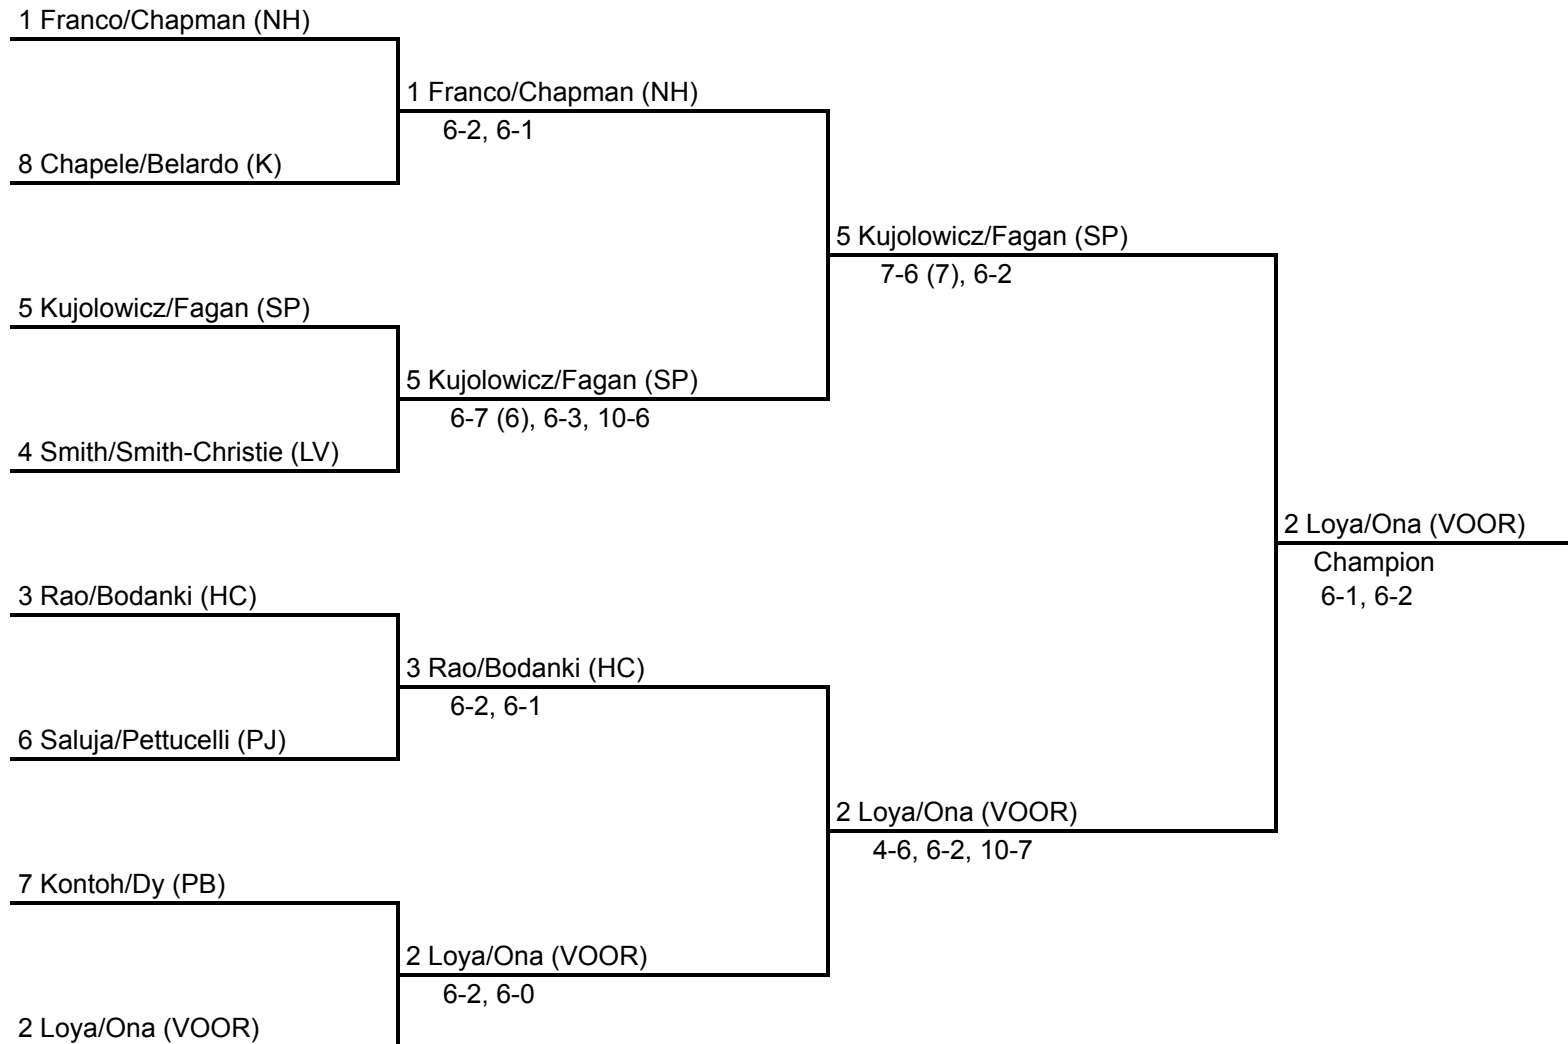 1 Franco/Chapman (NH)
1 Franco/Chapman (NH)
6-2, 6-1
8 Chapele/Belardo (K)
5 Kujolowicz/Fagan (SP)
7-6 (7), 6-2
5 Kujolowicz/Fagan (SP)
5 Kujolowicz/Fagan (SP)
6-7 (6), 6-3, 10-6
4 Smith/Smith-Christie (LV)
2 Loya/Ona (VOOR)
Champion
6-1, 6-2
3 Rao/Bodanki (HC)
3 Rao/Bodanki (HC)
6-2, 6-1
6 Saluja/Pettucelli (PJ)
2 Loya/Ona (VOOR)
4-6, 6-2, 10-7
7 Kontoh/Dy (PB)
2 Loya/Ona (VOOR)
6-2, 6-0
2 Loya/Ona (VOOR)